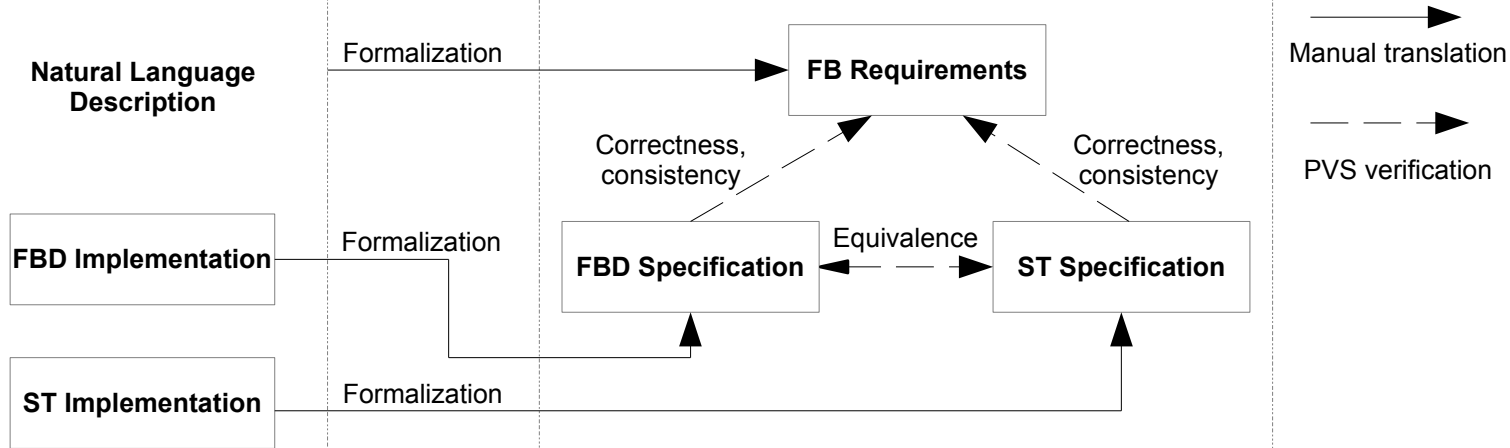 Natural Language
Description
Formalization
FB Requirements
Manual translation
Correctness,
consistency
Correctness,
consistency
PVS verification
FBD Implementation
Formalization
FBD Specification
Equivalence
ST Specification
ST Implementation
Formalization